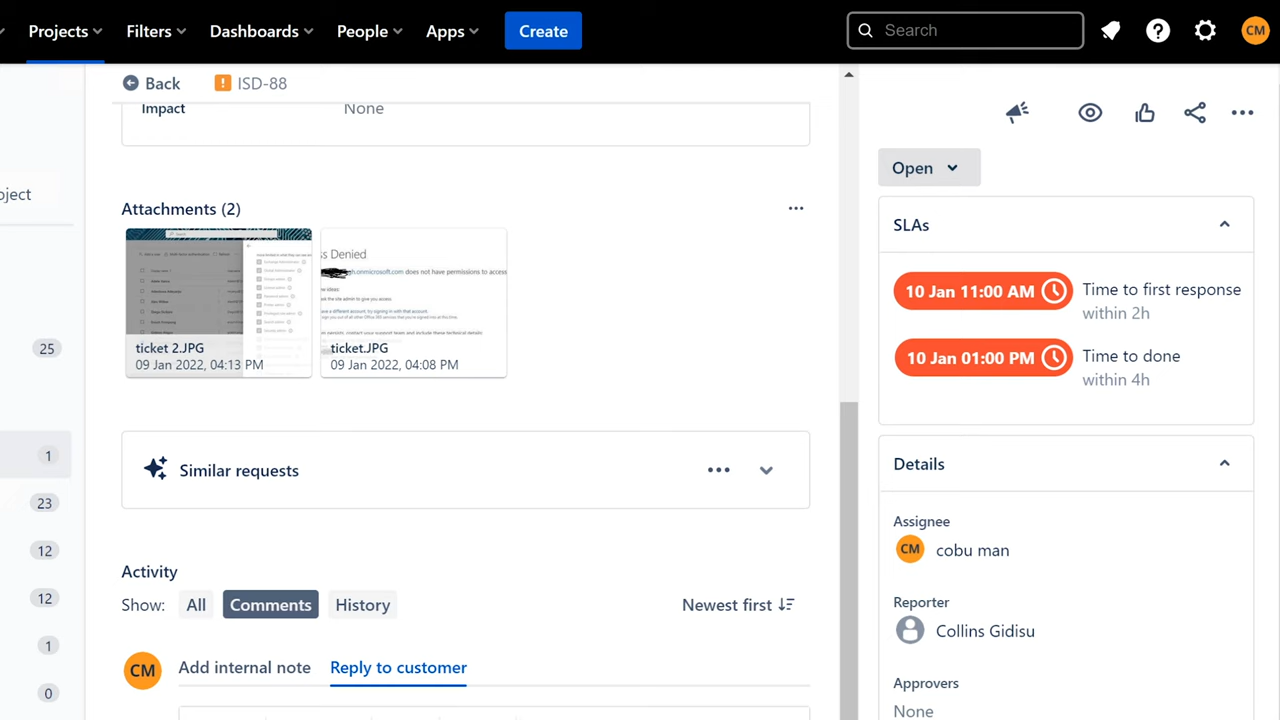 Projects Filters Dashboards People Apps Create Search CM
Back ISD-88
Impact None
oject
Open
Attachments (2)
SLAs
ss Denied
h.onmicrosoft.com does not have permissions to access
ticket 2.JPG
09 Jan 2022, 04:13 PM
ticket.JPG
09 Jan 2022, 04:08 PM
10 Jan 11:00 AM Time to first response
within 2h
10 Jan 01:00 PM Time to done
within 4h
25
1
23
12
12
1
0
Similar requests
Details
Assignee
CM cobu man
Reporter
Collins Gidisu
Approvers
None
Activity
Show: All Comments History Newest first
CM Add internal note Reply to customer